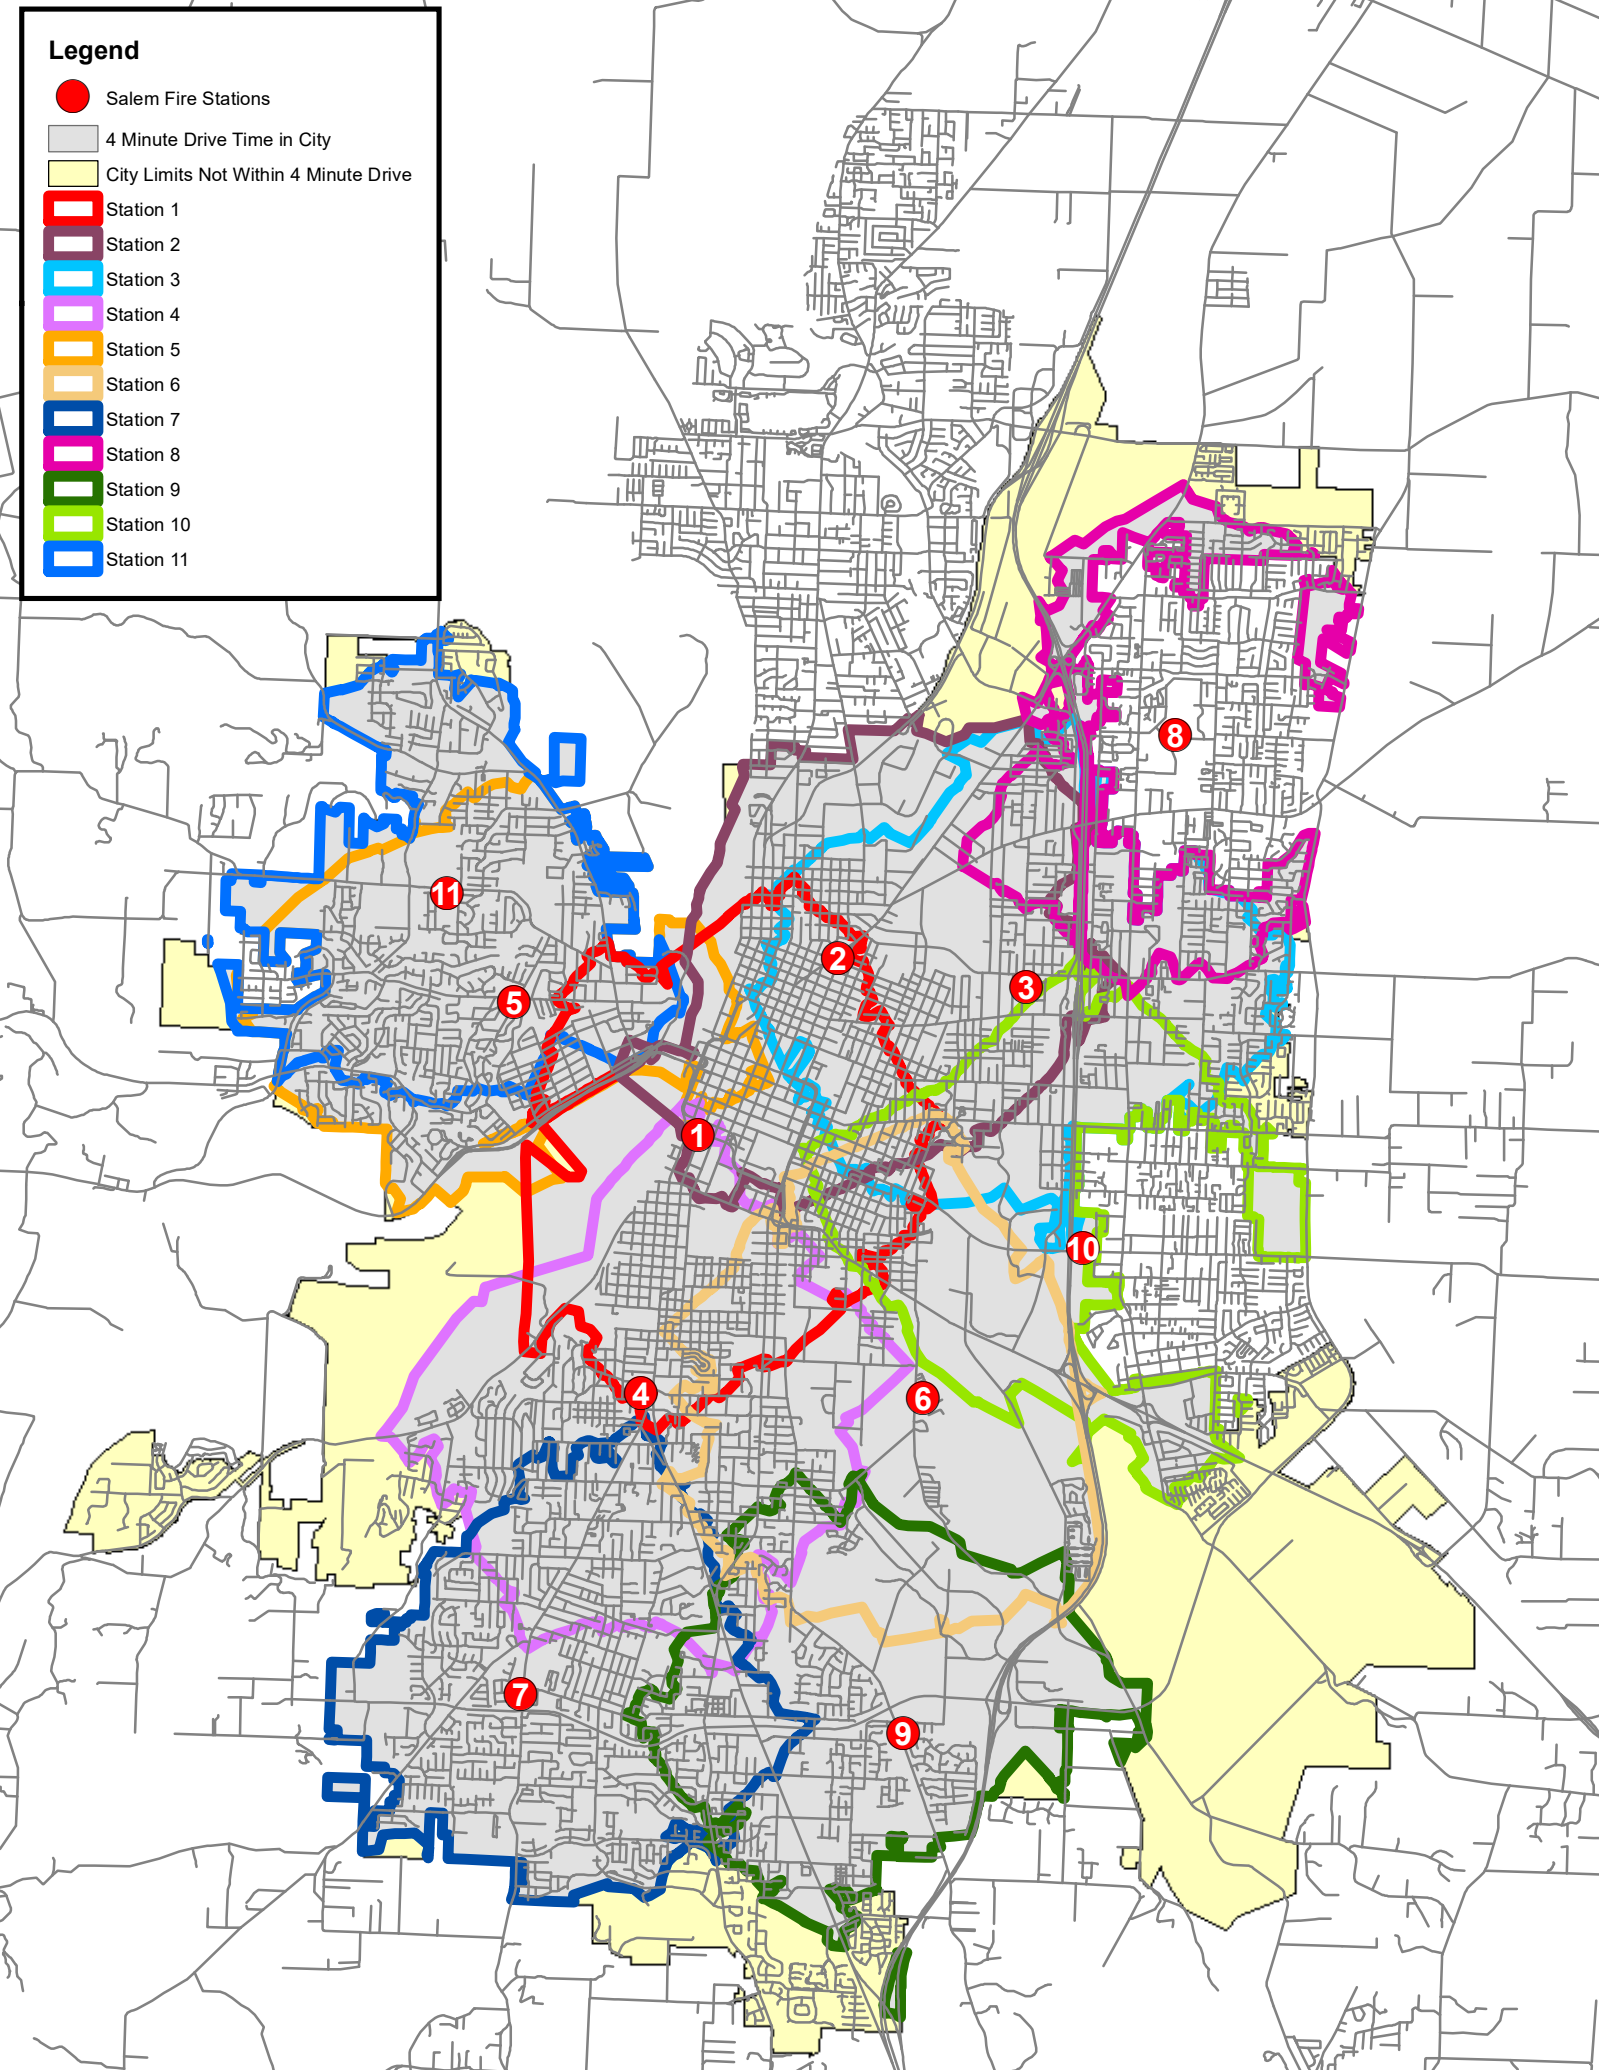 Legend
Salem Fire Stations
4 Minute Drive Time in City
City Limits Not Within 4 Minute Drive
Station 1
Station 2
Station 3
Station 4
Station 5
Station 6
Station 7
Station 8
Station 9
Station 10
Station 11
8
11
2
3
5
1
10
4
6
7
9